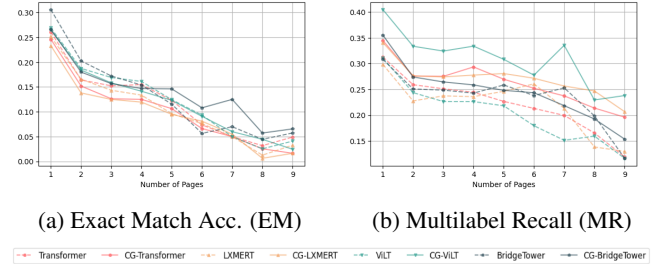 0.30
0.25
0.20
0.15
0.10
0.05
0.00
1 2 3 4 5 6 7 8 9
Number of Pages
0.40
0.35
0.30
0.25
0.20
0.15
1 2 3 4 5 6 7 8 9
Number of Pages
(a) Exact Match Acc. (EM)
(b) Multilabel Recall (MR)
Transformer CG-Transformer LXMERT CG-LXMERT ViLT CG-ViLT BridgeTower CG-BridgeTower